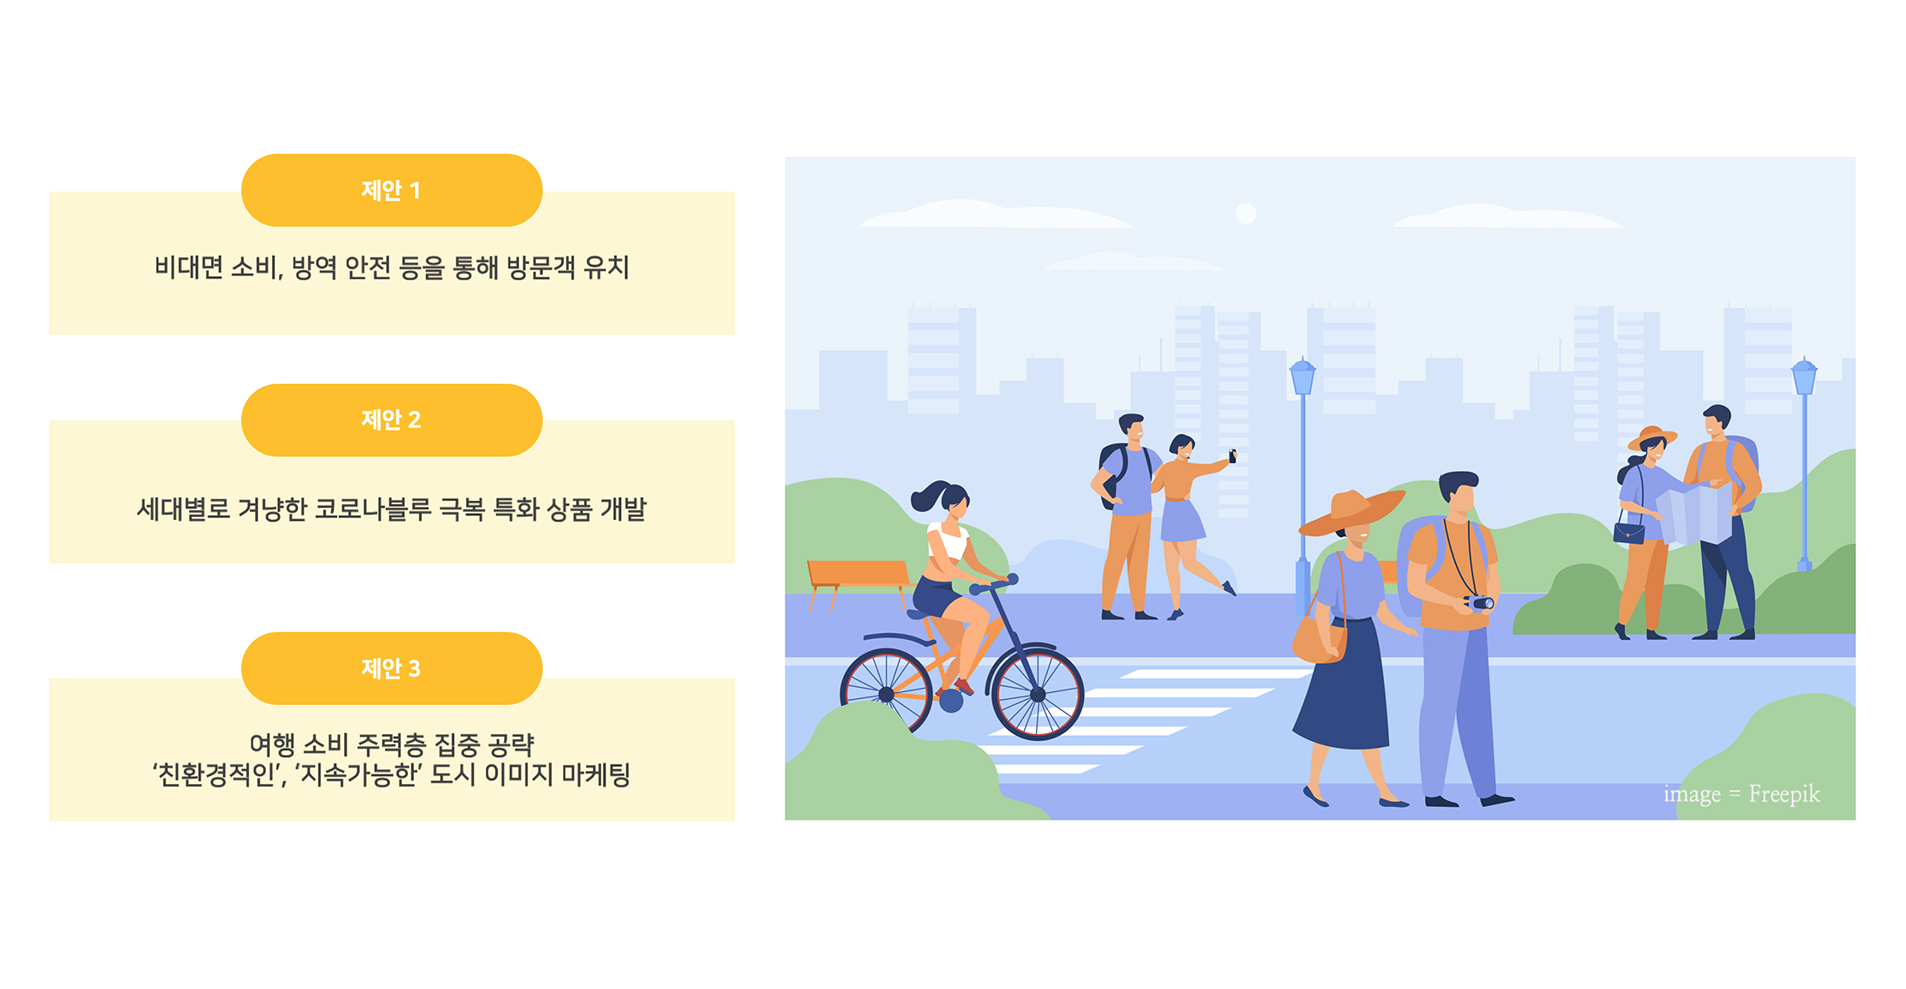 제안 1
비대면 소비, 방역 안전 등을 통해 방문객 유치
제안 2
세대별로 겨냥한 코로나블루 극복 특화 상품 개발
제안 3
여행 소비 주력층 집중 공략
‘친환경적인’, ‘지속가능한’ 도시 이미지 마케팅
image = Freepik